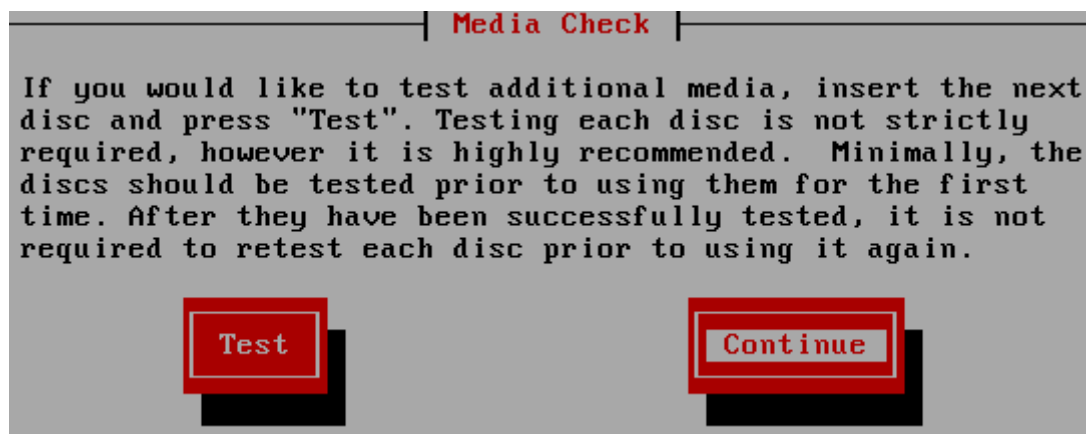 Media Check
If you would like to test additional media, insert the next
disc and press "Test". Testing each disc is not strictly
required, however it is highly recommended.  Minimally, the
discs should be tested prior to using them for the first
time. After they have been successfully tested, it is not
required to retest each disc prior to using it again.
Test Continue